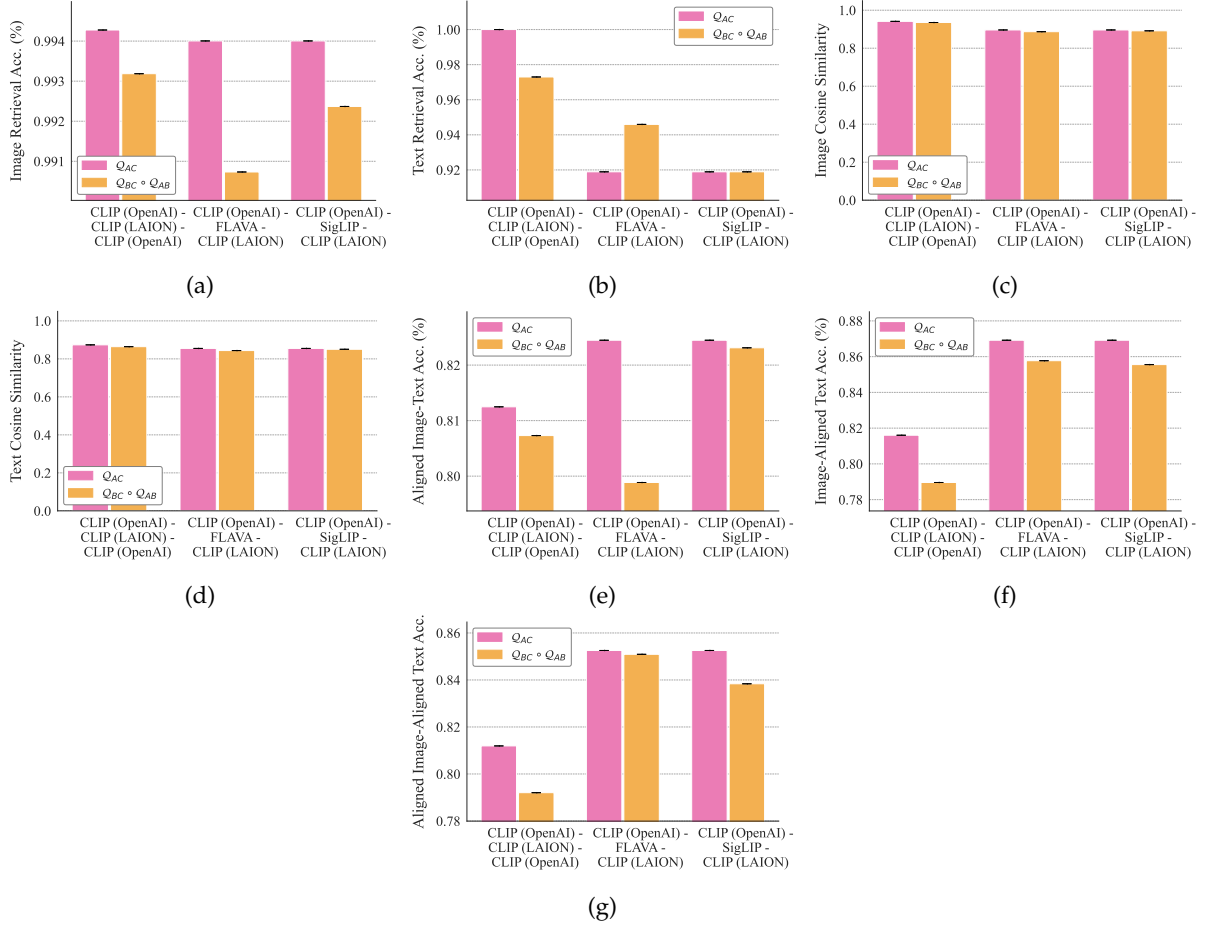 Image Retrieval Acc. (%)
0.994
0.993
0.992
0.991
Q_AC
Q_BC ∘ Q_AB
CLIP (OpenAI) -
CLIP (LAION) -
CLIP (OpenAI)
CLIP (OpenAI) -
FLAVA -
CLIP (LAION)
CLIP (OpenAI) -
SigLIP -
CLIP (LAION)
(a)
Text Retrieval Acc. (%)
1.00
0.98
0.96
0.94
0.92
Q_AC
Q_BC ∘ Q_AB
CLIP (OpenAI) -
CLIP (LAION) -
CLIP (OpenAI)
CLIP (OpenAI) -
FLAVA -
CLIP (LAION)
CLIP (OpenAI) -
SigLIP -
CLIP (LAION)
(b)
Image Cosine Similarity
1.0
0.8
0.6
0.4
0.2
0.0
Q_AC
Q_BC ∘ Q_AB
CLIP (OpenAI) -
CLIP (LAION) -
CLIP (OpenAI)
CLIP (OpenAI) -
FLAVA -
CLIP (LAION)
CLIP (OpenAI) -
SigLIP -
CLIP (LAION)
(c)
Text Cosine Similarity
1.0
0.8
0.6
0.4
0.2
0.0
Q_AC
Q_BC ∘ Q_AB
CLIP (OpenAI) -
CLIP (LAION) -
CLIP (OpenAI)
CLIP (OpenAI) -
FLAVA -
CLIP (LAION)
CLIP (OpenAI) -
SigLIP -
CLIP (LAION)
(d)
Aligned Image-Text Acc. (%)
0.82
0.81
0.80
Q_AC
Q_BC ∘ Q_AB
CLIP (OpenAI) -
CLIP (LAION) -
CLIP (OpenAI)
CLIP (OpenAI) -
FLAVA -
CLIP (LAION)
CLIP (OpenAI) -
SigLIP -
CLIP (LAION)
(e)
Image-Aligned Text Acc. (%)
0.88
0.86
0.84
0.82
0.80
0.78
Q_AC
Q_BC ∘ Q_AB
CLIP (OpenAI) -
CLIP (LAION) -
CLIP (OpenAI)
CLIP (OpenAI) -
FLAVA -
CLIP (LAION)
CLIP (OpenAI) -
SigLIP -
CLIP (LAION)
(f)
Aligned Image-Aligned Text Acc.
0.86
0.84
0.82
0.80
0.78
Q_AC
Q_BC ∘ Q_AB
CLIP (OpenAI) -
CLIP (LAION) -
CLIP (OpenAI)
CLIP (OpenAI) -
FLAVA -
CLIP (LAION)
CLIP (OpenAI) -
SigLIP -
CLIP (LAION)
(g)